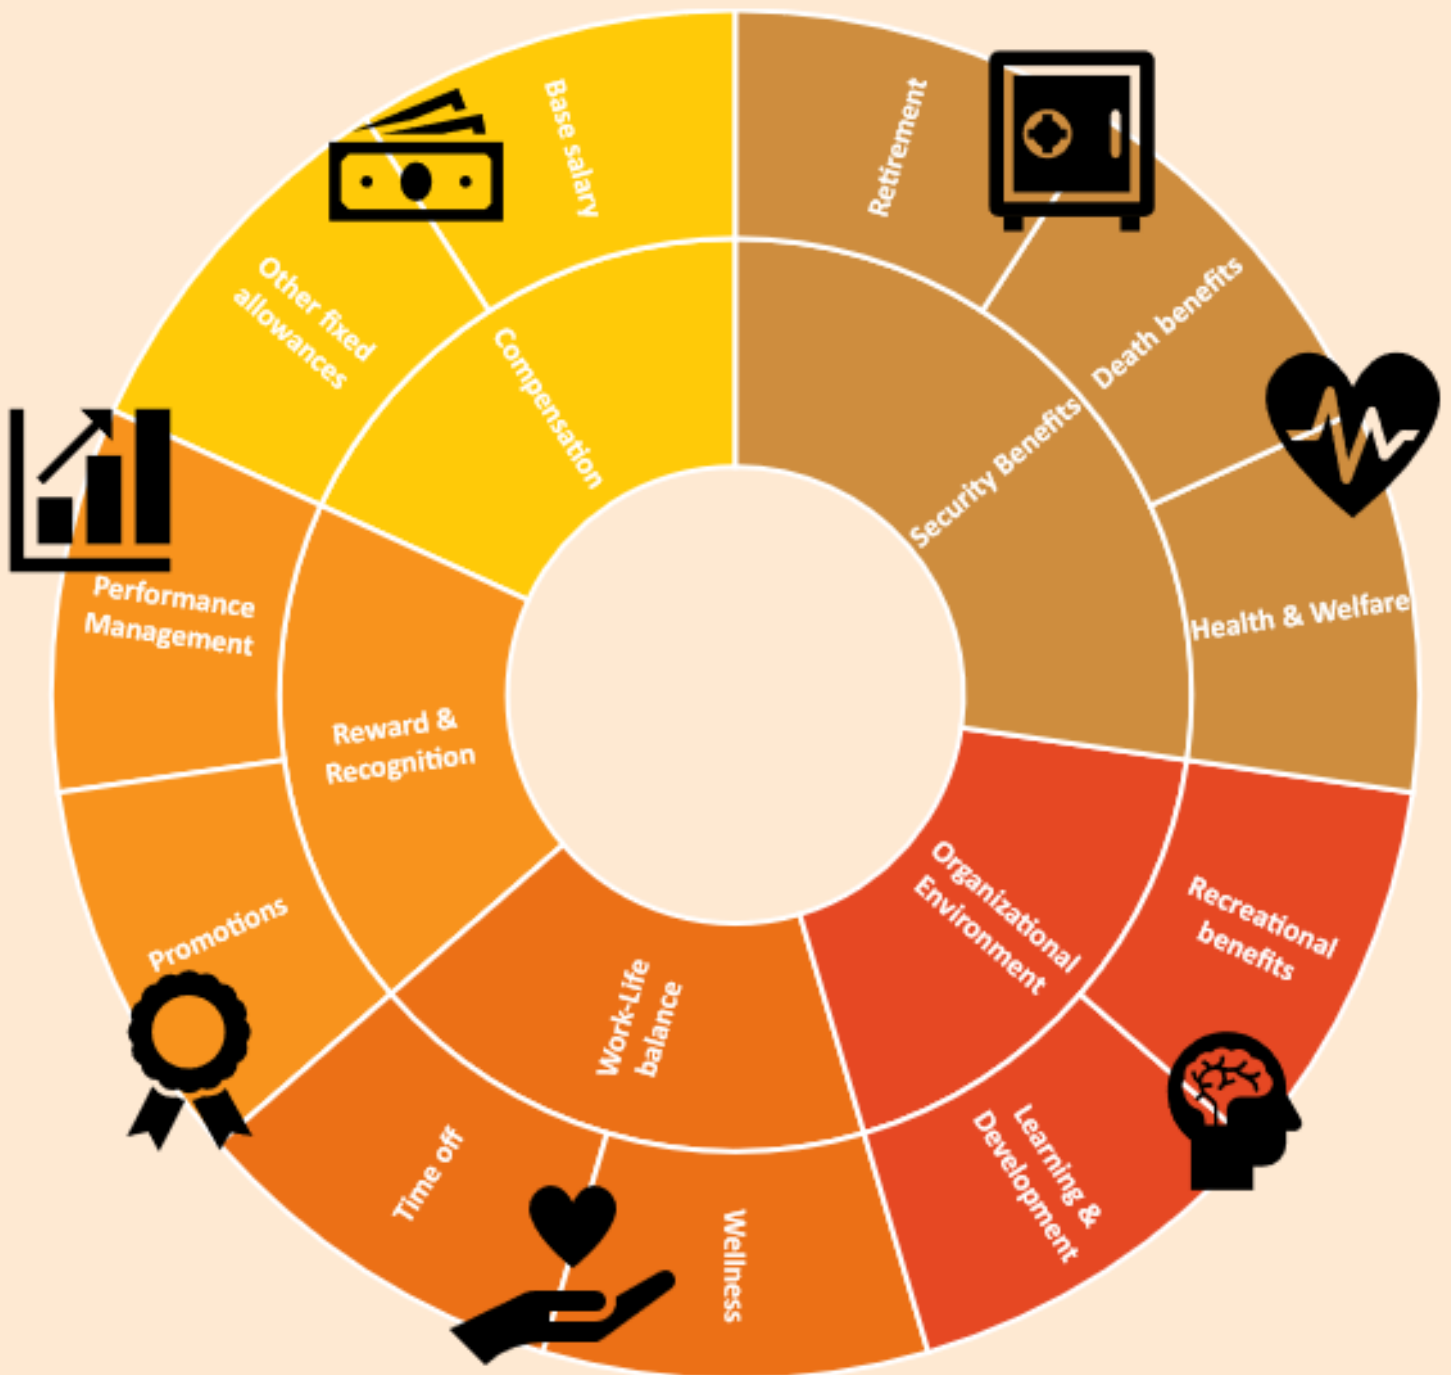 Base salary
Other fixed
allowances
Compensation
Retirement
Death benefits
Health & Welfare
Security Benefits
Recreational
benefits
Learning &
Development
Organizational
Environment
Wellness
Time off
Work-Life
balance
Promotions
Performance
Management
Reward &
Recognition